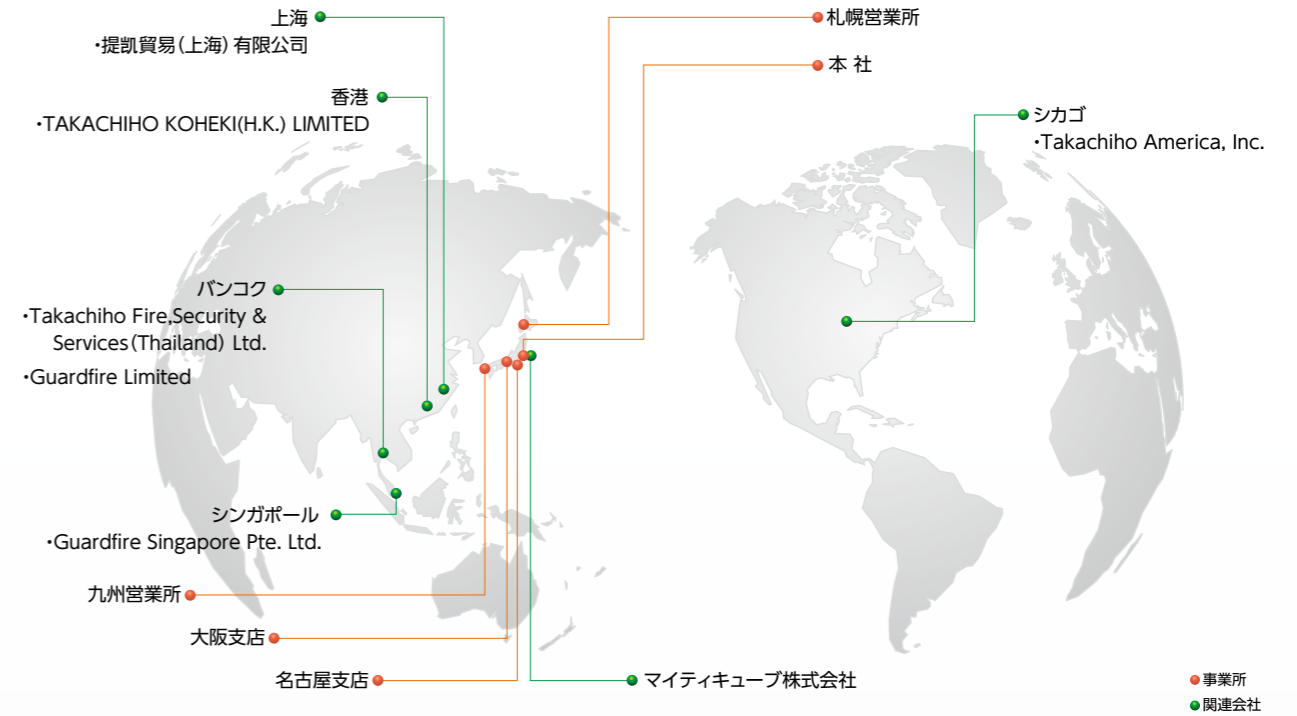 上海
・提凯貿易(上海)有限公司
香港
・TAKACHIHO KOHEKI(H.K.) LIMITED
バンコク
・Takachiho Fire,Security &
Services(Thailand) Ltd.
・Guardfire Limited
シンガポール
・Guardfire Singapore Pte. Ltd.
九州営業所
大阪支店
名古屋支店
マイティキューブ株式会社
札幌営業所
本 社
シカゴ
・Takachiho America, Inc.
事業所
関連会社